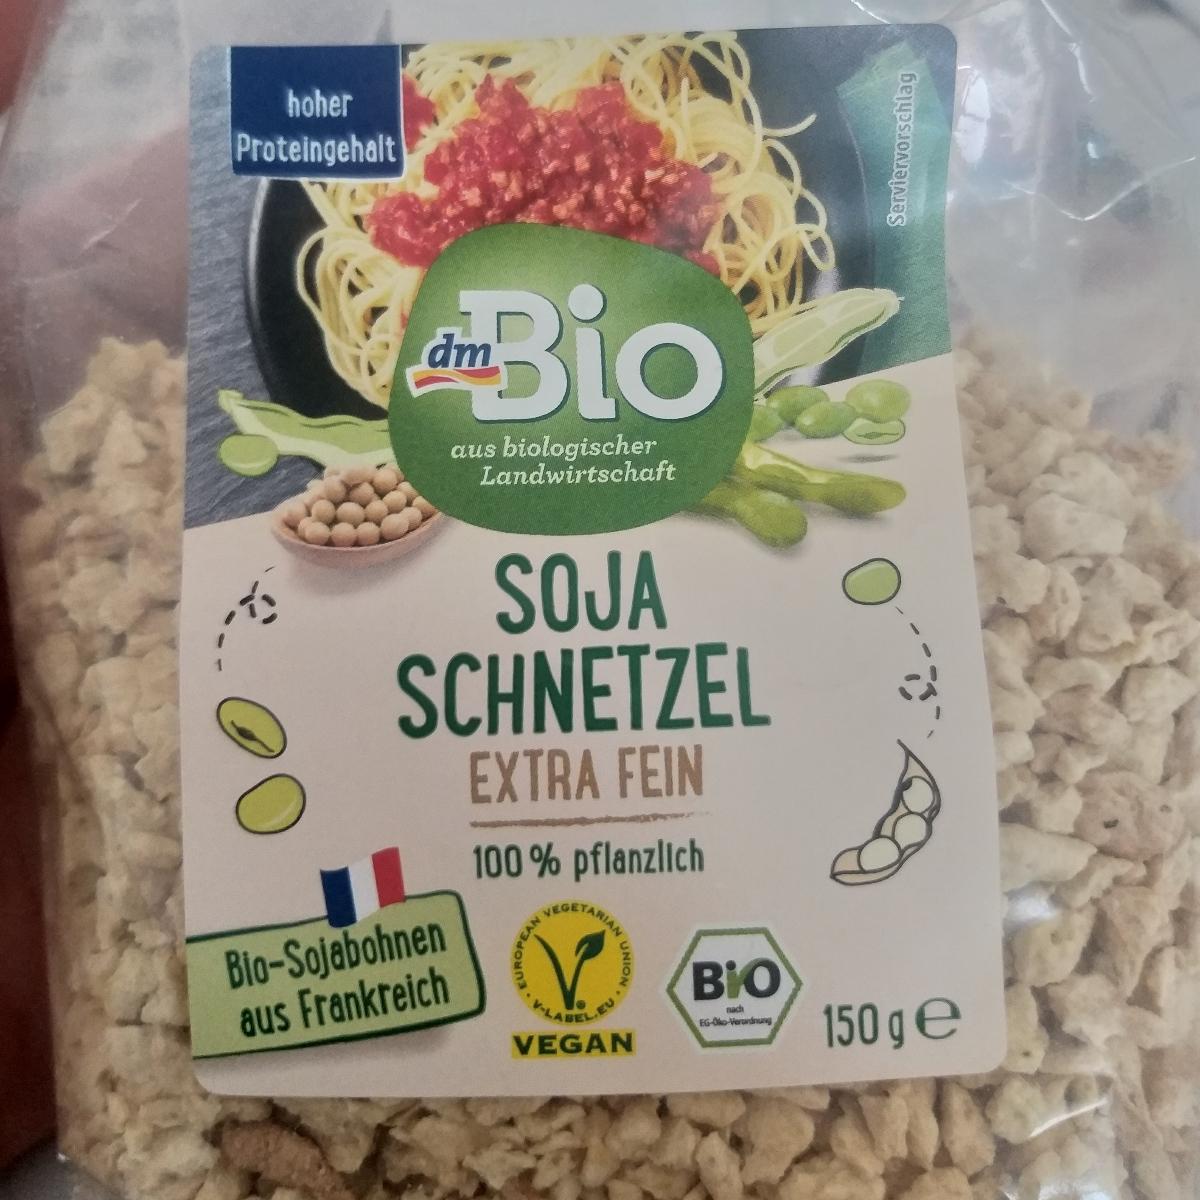 hoher
Proteingehalt
Serviervorschlag
dm
Bio
aus biologischer
Landwirtschaft
SOJA
SCHNETZEL
EXTRA FEIN
100 % pflanzlich
Bio-Sojabohnen
aus Frankreich
EUROPEAN VEGETARIAN UNION
V-LABEL.EU
VEGAN
BIO
nach
EG-Öko-Verordnung
150 g ℮